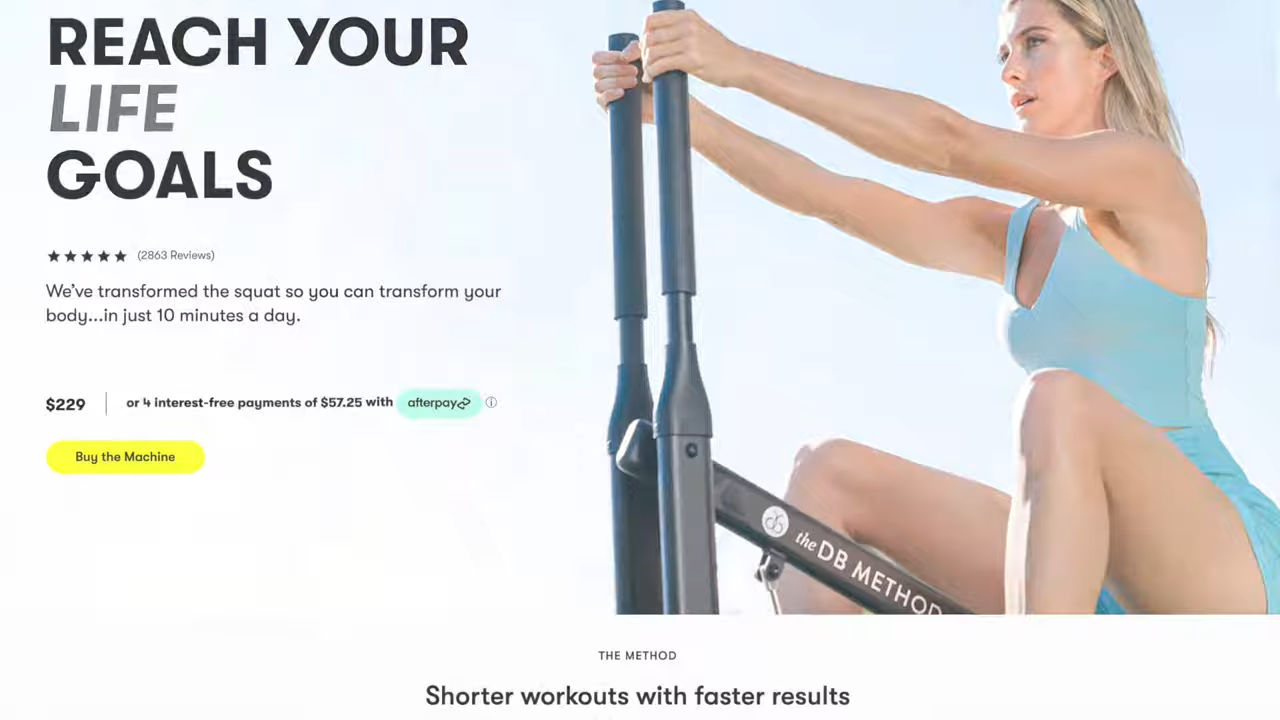 REACH YOUR
LIFE
GOALS
(2863 Reviews)
We've transformed the squat so you can transform your
body...in just 10 minutes a day.
$229
or 4 interest-free payments of $57.25 with afterpay
Buy the Machine
the DB METHOD
THE METHOD
Shorter workouts with faster results